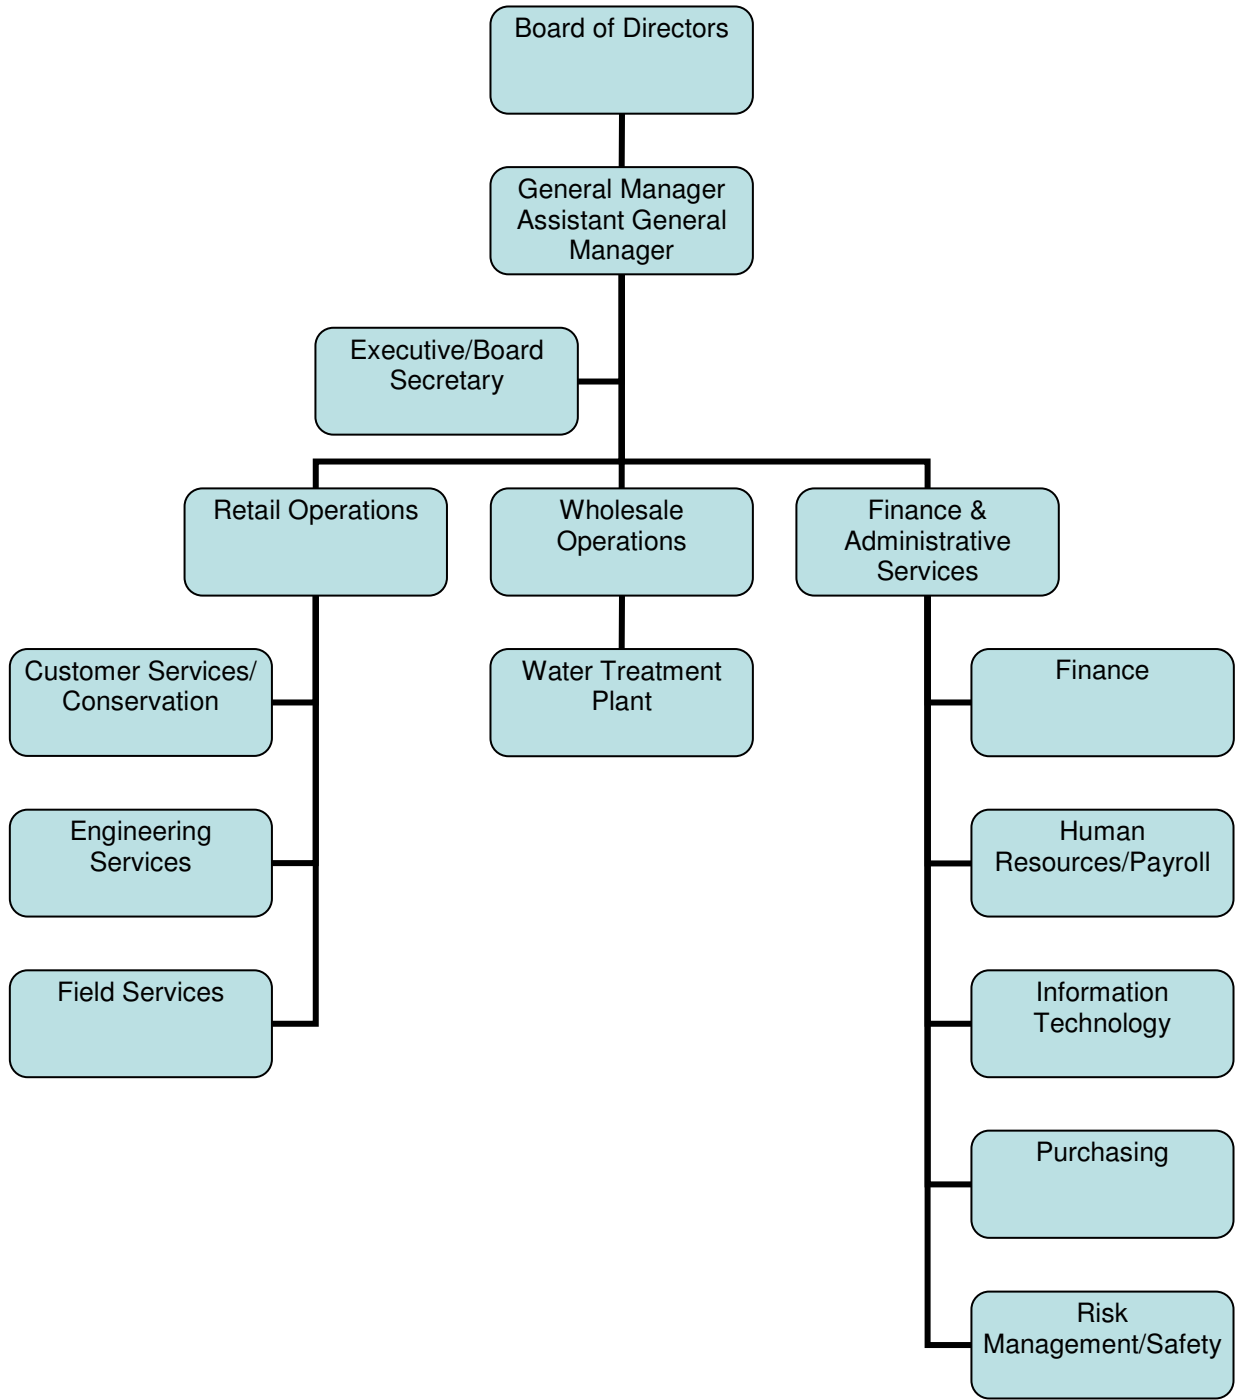 Board of Directors
General Manager
Assistant General
Manager
Executive/Board
Secretary
Retail Operations
Wholesale
Operations
Finance &
Administrative
Services
Customer Services/
Conservation
Water Treatment
Plant
Finance
Engineering
Services
Human
Resources/Payroll
Field Services
Information
Technology
Purchasing
Risk
Management/Safety